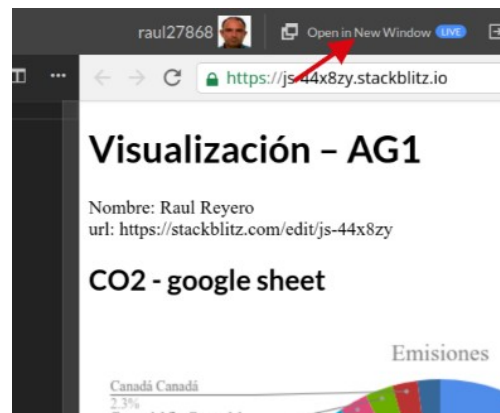 raul27868 Open in New Window LIVE
https://js-44x8zy.stackblitz.io
Visualización – AG1
Nombre: Raul Reyero
url: https://stackblitz.com/edit/js-44x8zy
CO2 - google sheet
Emisiones
Canadá Canadá
2.3%